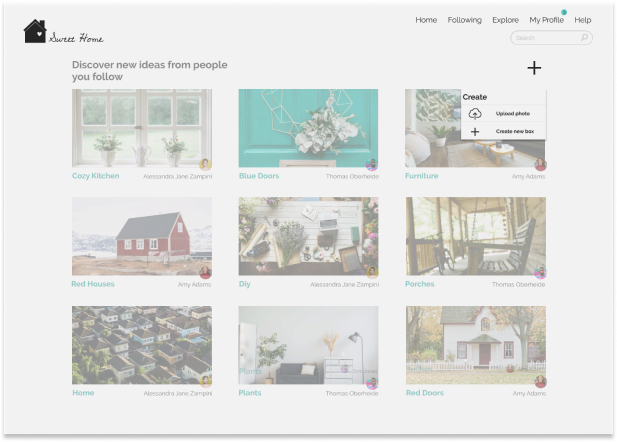 Home Following Explore My Profile Help
Sweet Home
Search
Discover new ideas from people
you follow
Create
Upload photo
Create new box
Cozy Kitchen Alessandra Jane Zampini
Blue Doors Thomas Oberheide
Furniture Amy Adams
Red Houses Amy Adams
Diy Alessandra Jane Zampini
Porches Thomas Oberheide
Plants
Home Alessandra Jane Zampini
Plants Thomas Oberheide
Red Doors Amy Adams